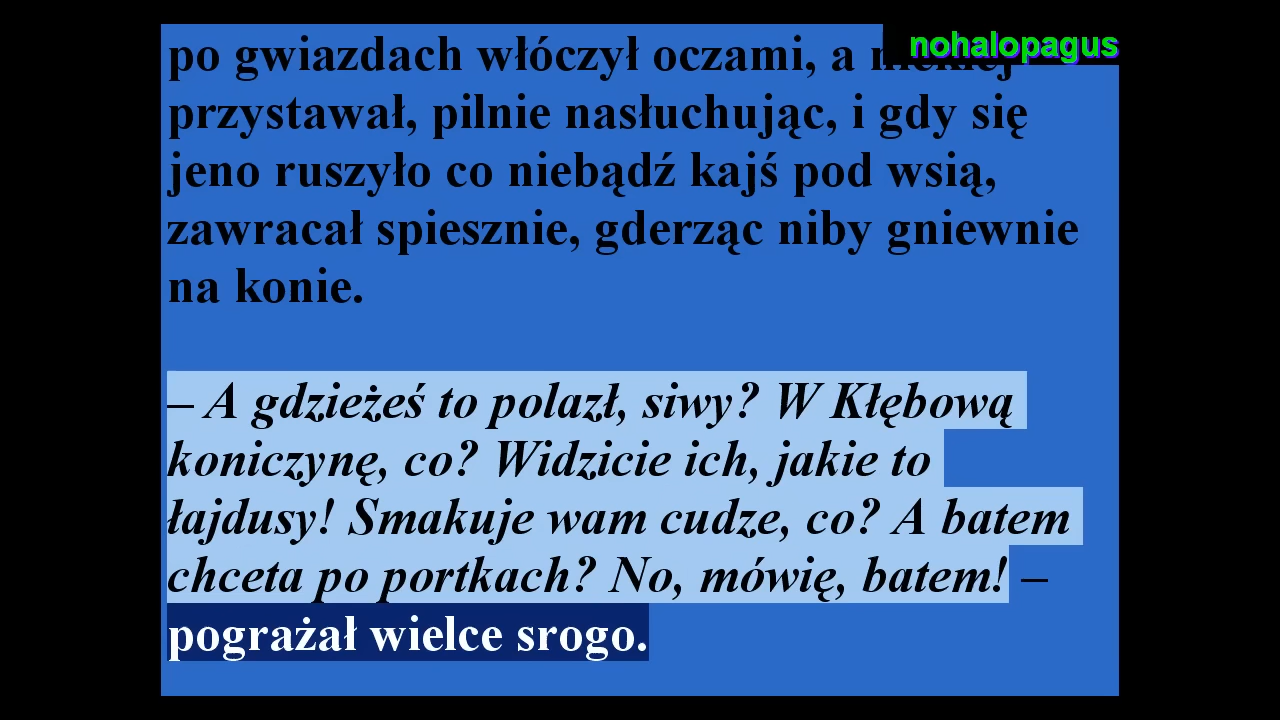 nohalopagus
po gwiazdach włóczył oczami, a
przystawał, pilnie nasłuchując, i gdy się
jeno ruszyło co niebądź kajś pod wsią,
zawracał spiesznie, gderząc niby gniewnie
na konie.
– A gdzieżeś to polazł, siwy? W Kłębową
koniczynę, co? Widzicie ich, jakie to
łajdusy! Smakuje wam cudze, co? A batem
chceta po portkach? No, mówię, batem! –
pograżał wielce srogo.